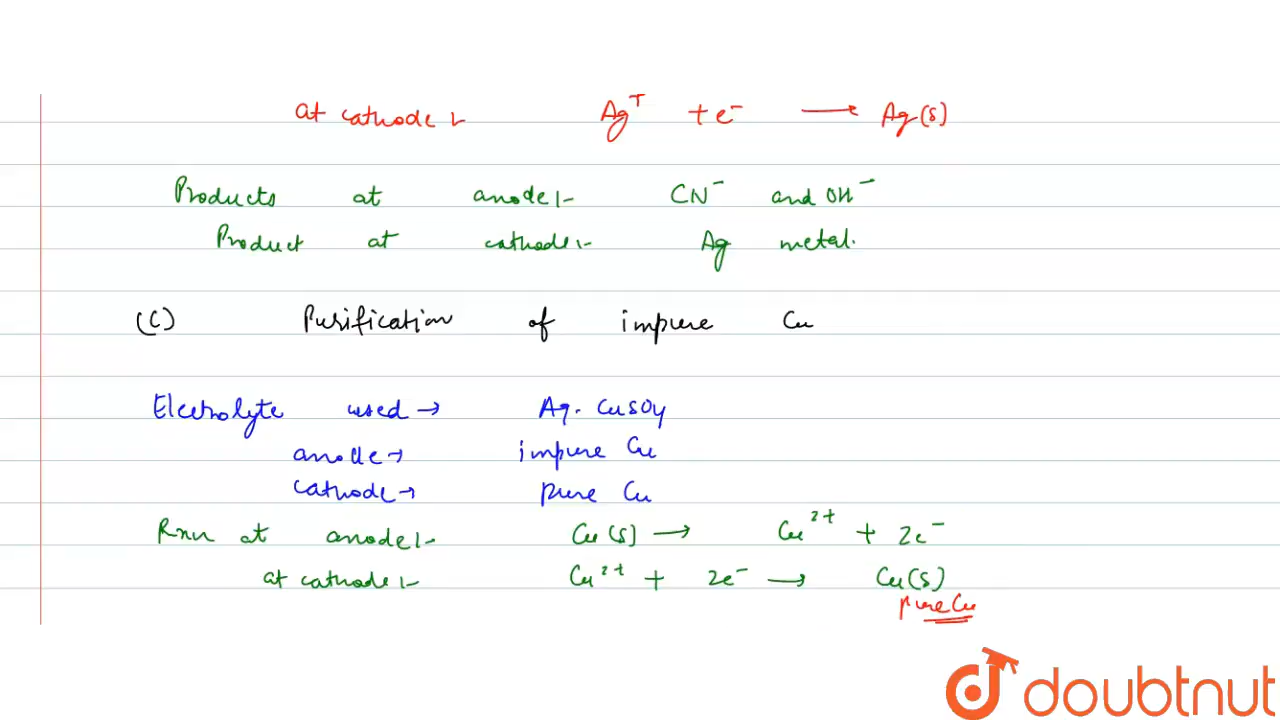 at cathode :-    Ag⁺ + e⁻ → Ag(s)
Products at anode :-    CN⁻ and OH⁻
Product at cathode :-    Ag metal.
(C)    Purification of impure Cu
Electrolyte used →    Aq. CuSO4
anode →    impure Cu
cathode →    pure Cu
Rxn at anode :-    Cu(s) → Cu²⁺ + 2e⁻
at cathode :-    Cu²⁺ + 2e⁻ → Cu(s)
pure Cu
doubtnut